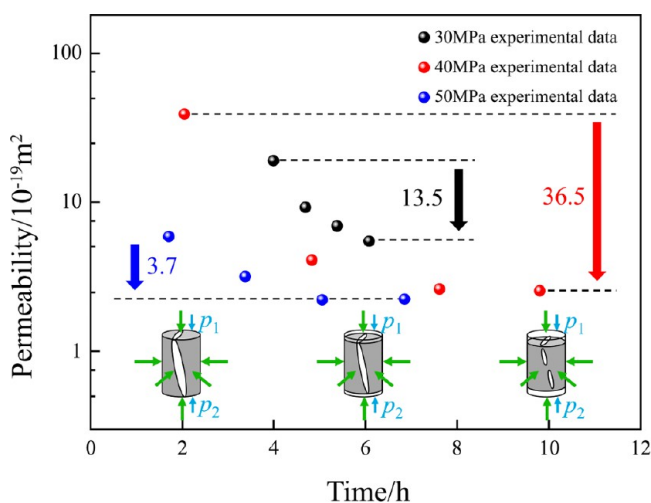 100
10
1
Permeability/10⁻¹⁹m²
30MPa experimental data
40MPa experimental data
50MPa experimental data
13.5
36.5
3.7
p₁
p₁
p₁
p₂
p₂
p₂
0 2 4 6 8 10 12
Time/h